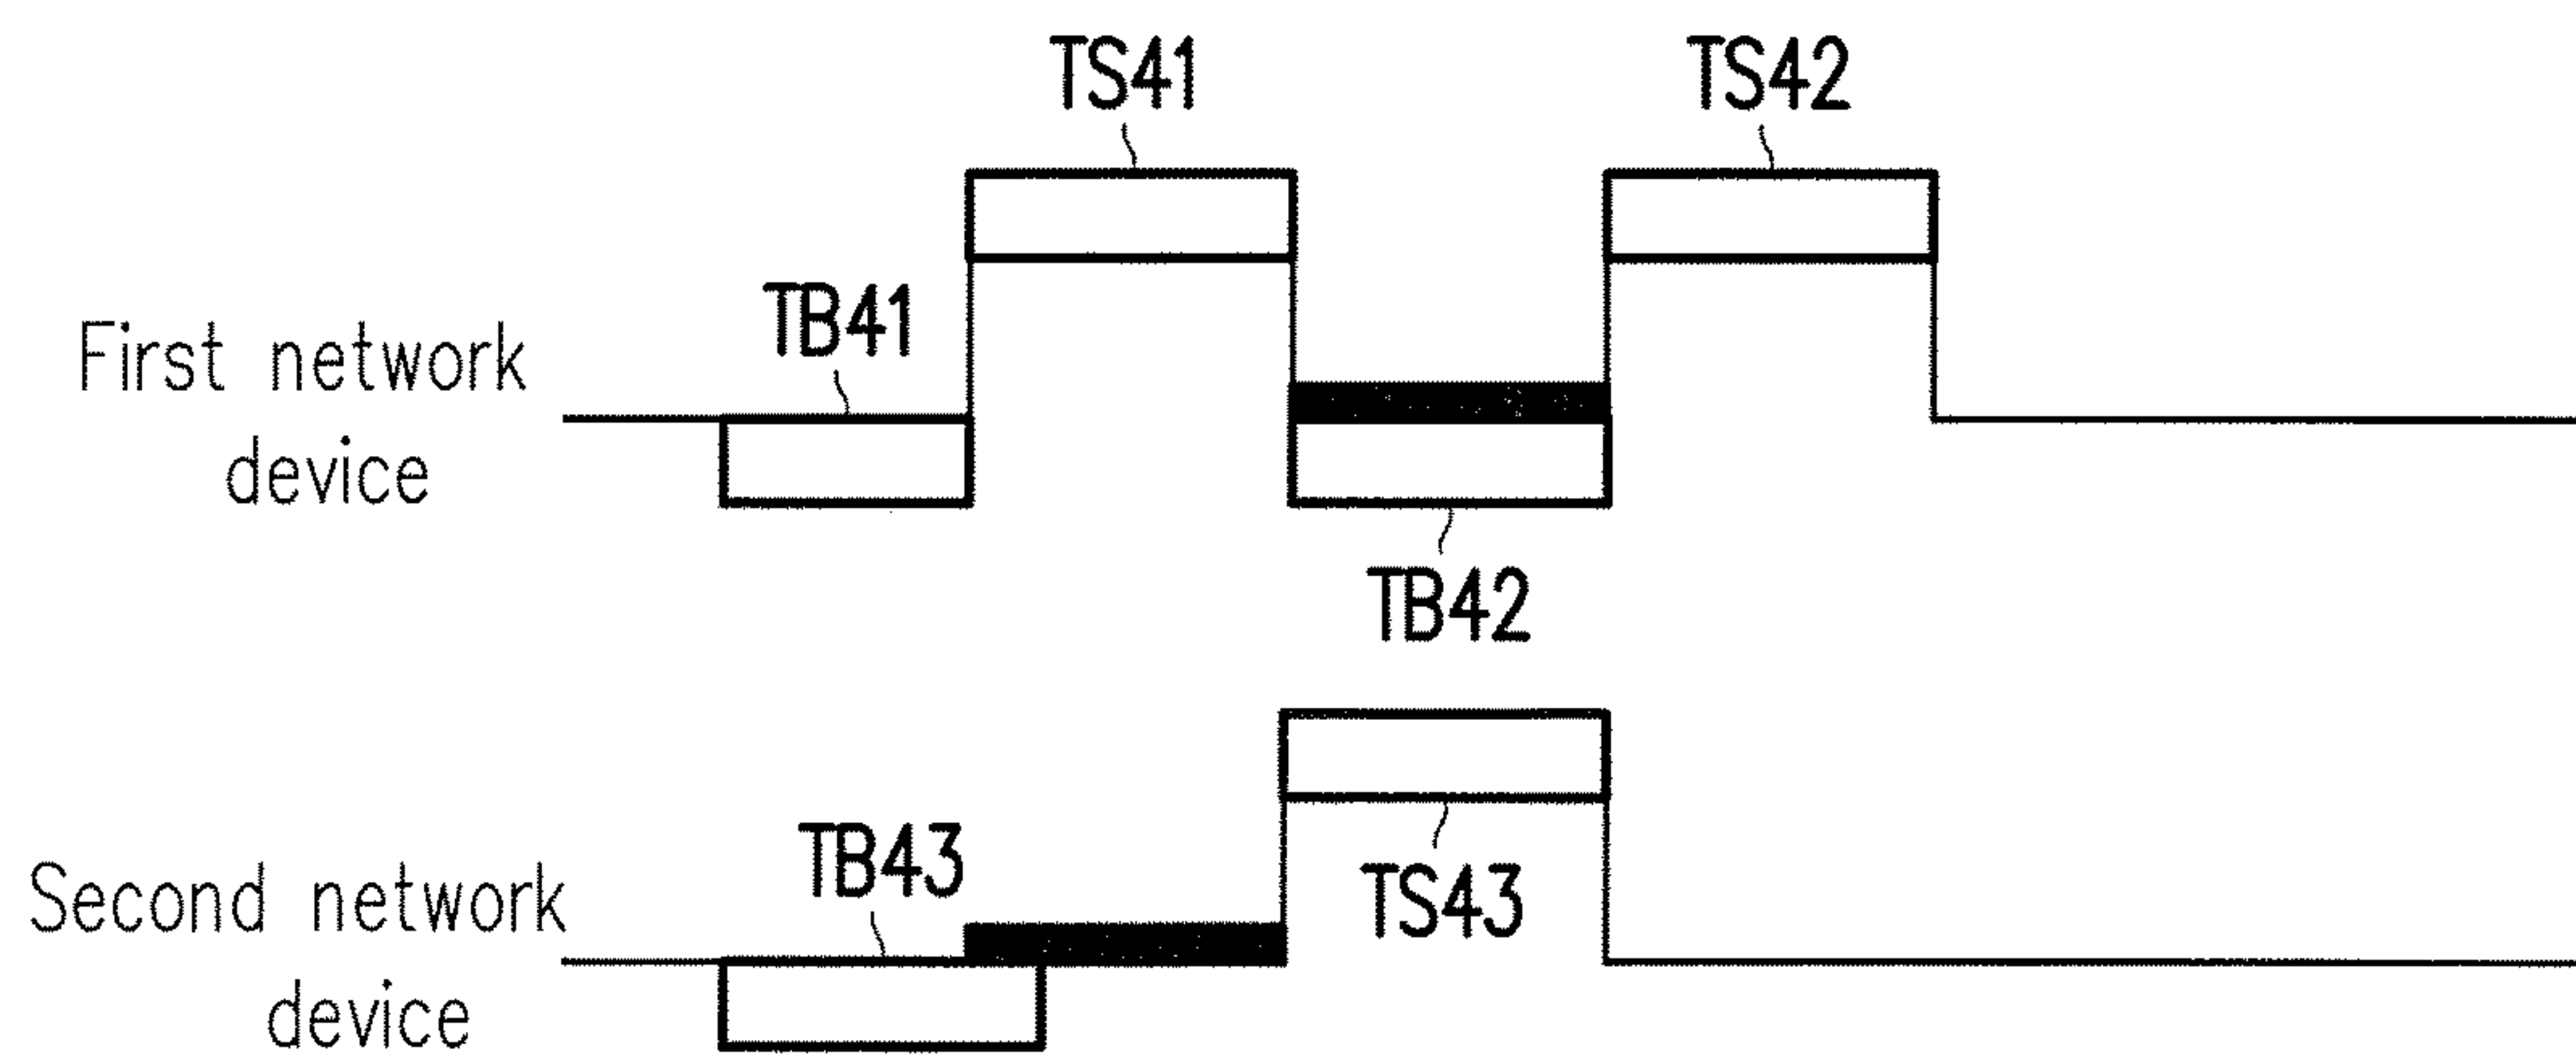 TS41
TS42
TB41
First network
device
TB42
TB43
TS43
Second network
device